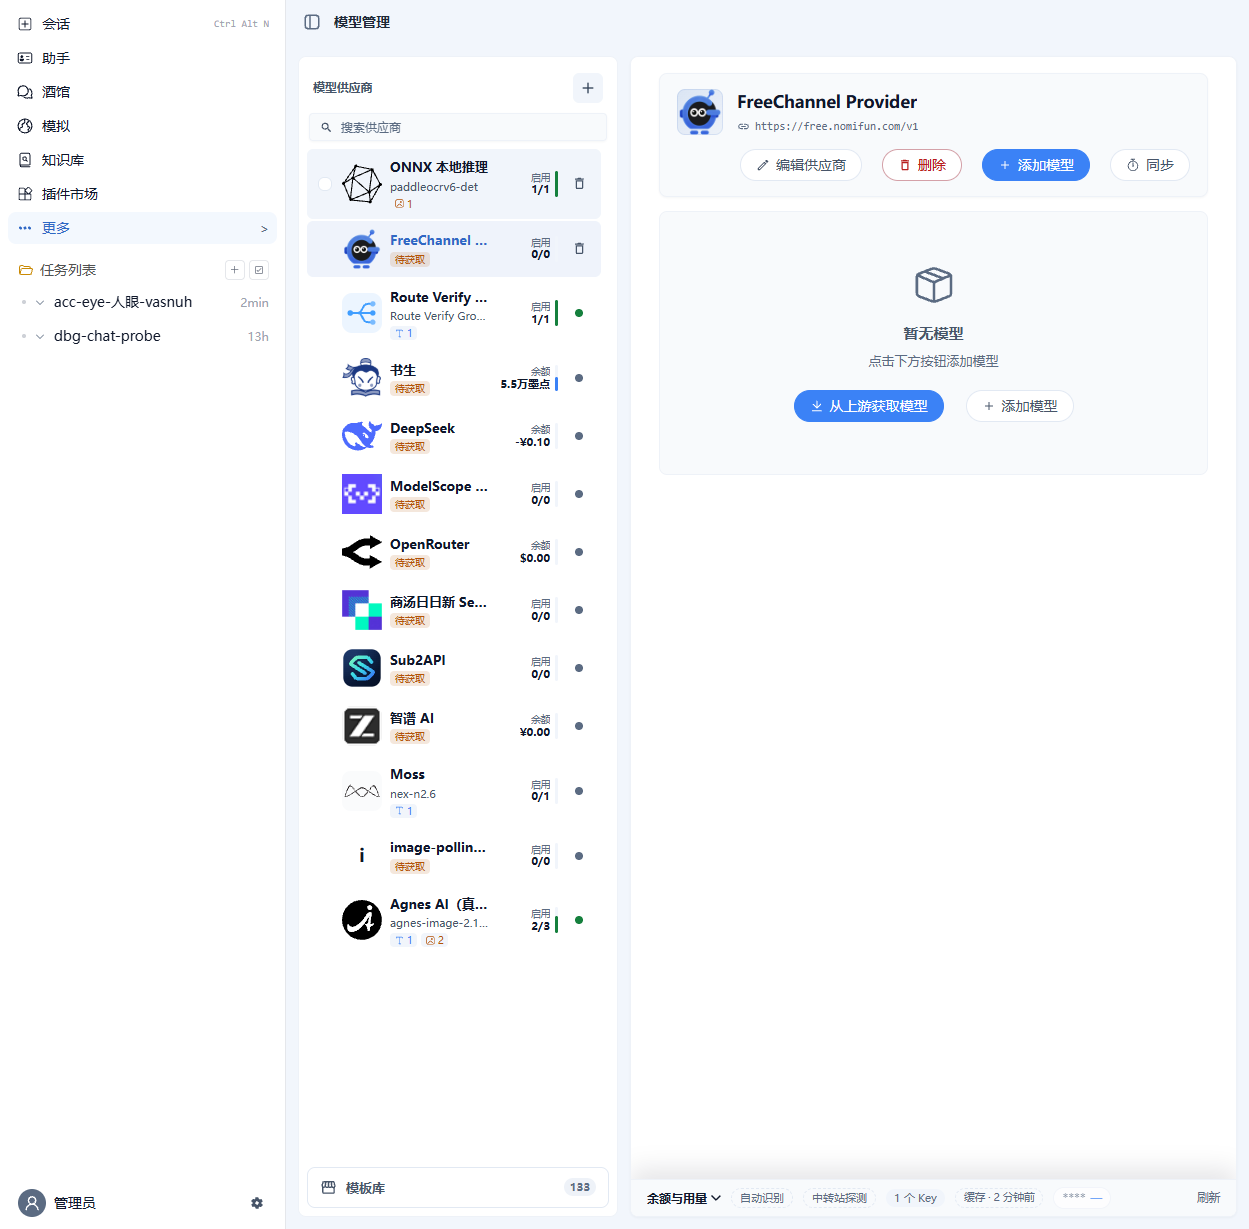 会话
Ctrl Alt N
助手
酒馆
模拟
知识库
插件市场
更多
>
任务列表
acc-eye-人眼-vasnuh
2min
dbg-chat-probe
13h
管理员
模型管理
模型供应商
搜索供应商
ONNX 本地推理
paddleocrv6-det
1
启用
1/1
FreeChannel ...
待获取
启用
0/0
Route Verify ...
Route Verify Gro...
T 1
启用
1/1
书生
待获取
余额
5.5万墨点
DeepSeek
待获取
余额
-¥0.10
ModelScope ...
待获取
启用
0/0
OpenRouter
待获取
余额
$0.00
商汤日日新 Se...
待获取
启用
0/0
Sub2API
待获取
启用
0/0
智谱 AI
待获取
余额
¥0.00
Moss
nex-n2.6
T 1
启用
0/1
i
image-pollin...
待获取
启用
0/0
Agnes AI（真...
agnes-image-2.1...
T 1
2
启用
2/3
模板库
133
FreeChannel Provider
https://free.nomifun.com/v1
编辑供应商
删除
添加模型
同步
暂无模型
点击下方按钮添加模型
从上游获取模型
添加模型
余额与用量
自动识别
中转站探测
1 个 Key
缓存 · 2 分钟前
**** —
刷新